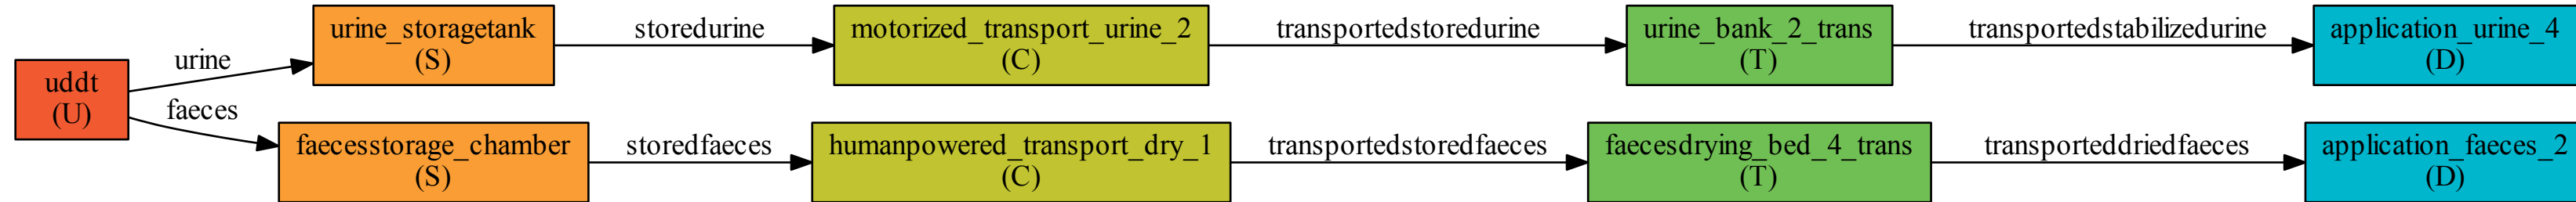 uddt
(U)
urine
faeces
urine_storagetank
(S)
storedurine
motorized_transport_urine_2
(C)
transportedstoredurine
urine_bank_2_trans
(T)
transportedstabilizedurine
application_urine_4
(D)
faecesstorage_chamber
(S)
storedfaeces
humanpowered_transport_dry_1
(C)
transportedstoredfaeces
faecesdrying_bed_4_trans
(T)
transporteddriedfaeces
application_faeces_2
(D)